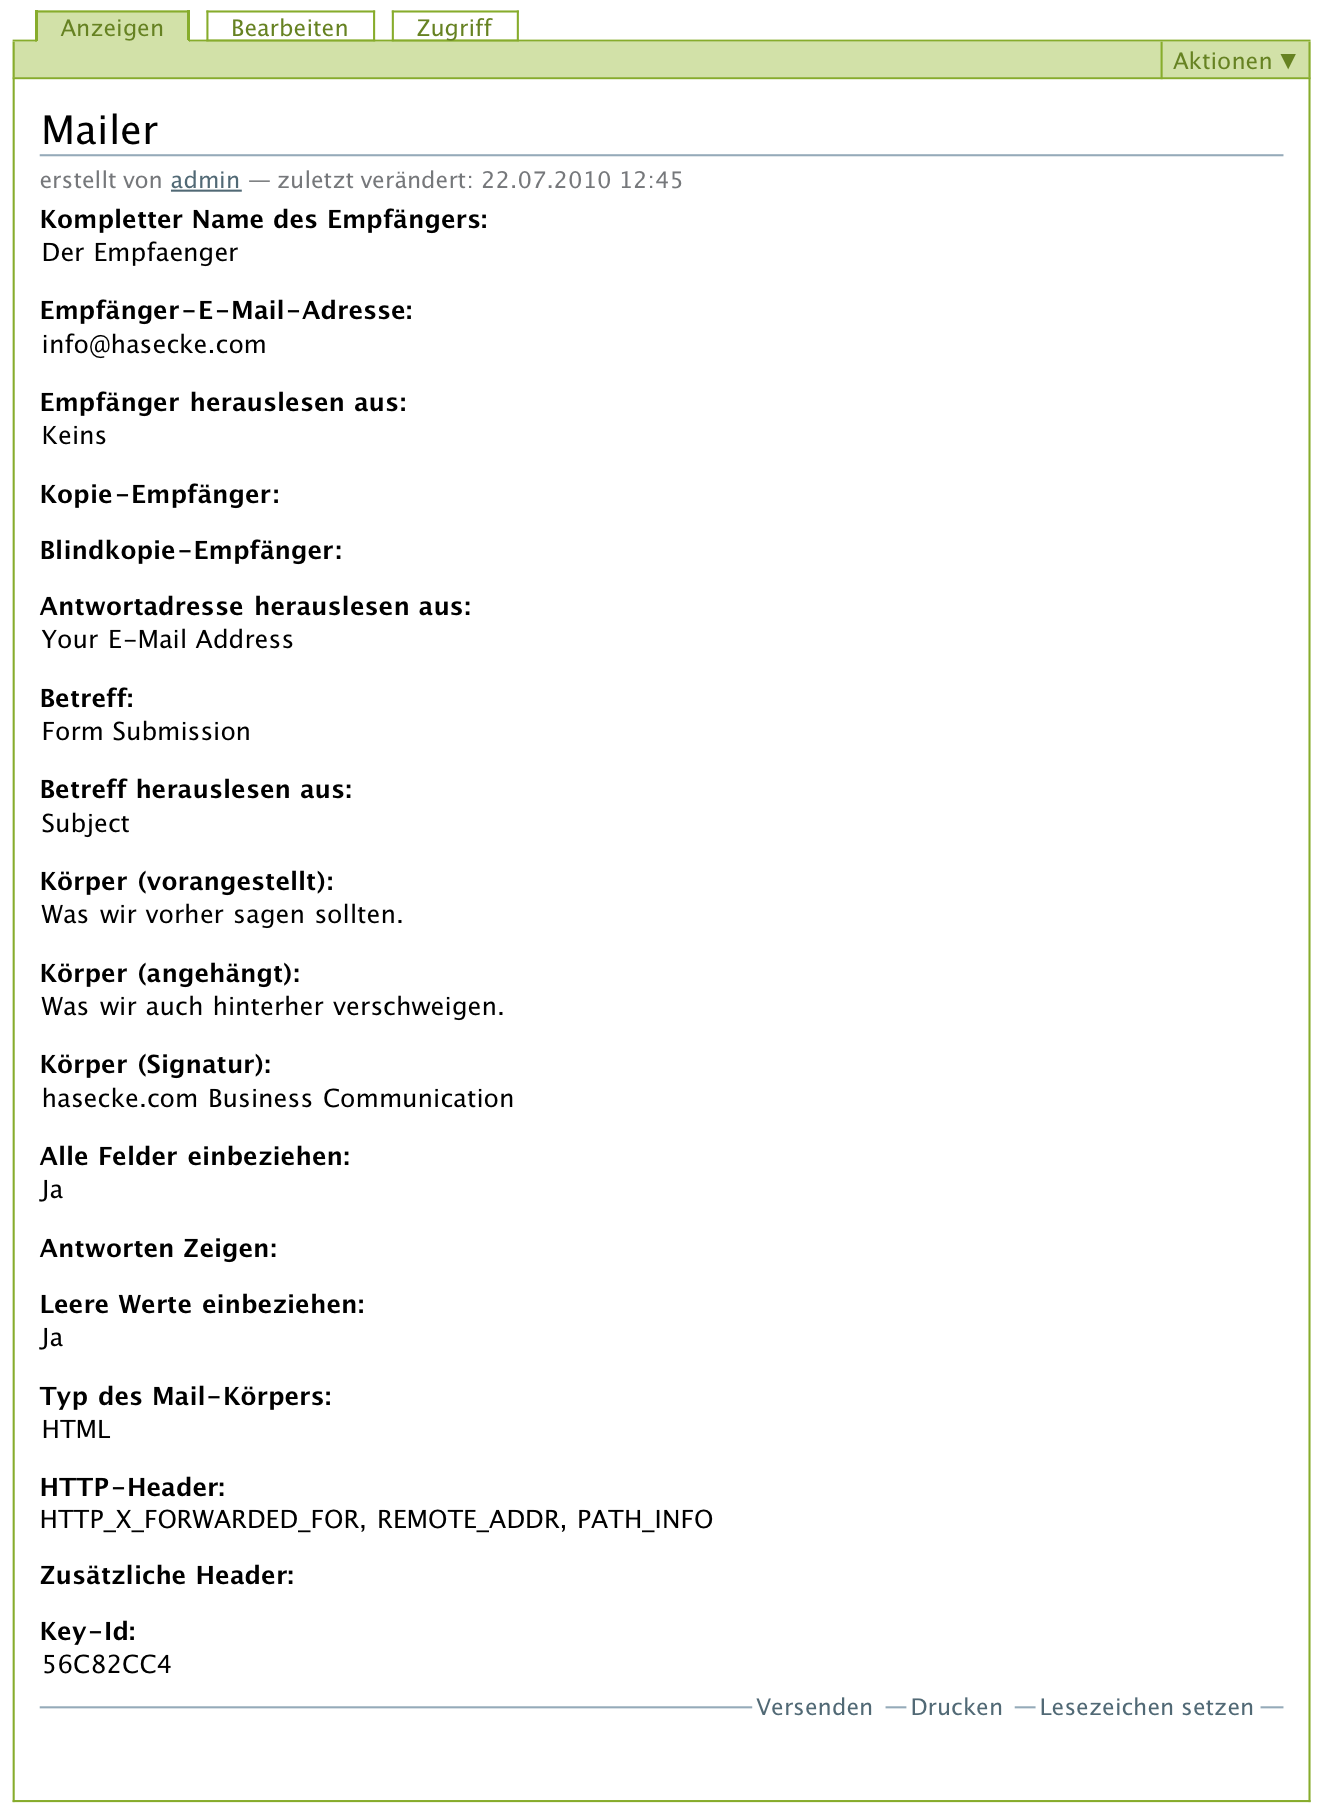 Anzeigen
Bearbeiten
Zugriff
Aktionen ▼
Mailer
erstellt von admin — zuletzt verändert: 22.07.2010 12:45
Kompletter Name des Empfängers:
Der Empfaenger
Empfänger-E-Mail-Adresse:
info@hasecke.com
Empfänger herauslesen aus:
Keins
Kopie-Empfänger:
Blindkopie-Empfänger:
Antwortadresse herauslesen aus:
Your E-Mail Address
Betreff:
Form Submission
Betreff herauslesen aus:
Subject
Körper (vorangestellt):
Was wir vorher sagen sollten.
Körper (angehängt):
Was wir auch hinterher verschweigen.
Körper (Signatur):
hasecke.com Business Communication
Alle Felder einbeziehen:
Ja
Antworten Zeigen:
Leere Werte einbeziehen:
Ja
Typ des Mail-Körpers:
HTML
HTTP-Header:
HTTP_X_FORWARDED_FOR, REMOTE_ADDR, PATH_INFO
Zusätzliche Header:
Key-Id:
56C82CC4
Versenden — Drucken — Lesezeichen setzen —